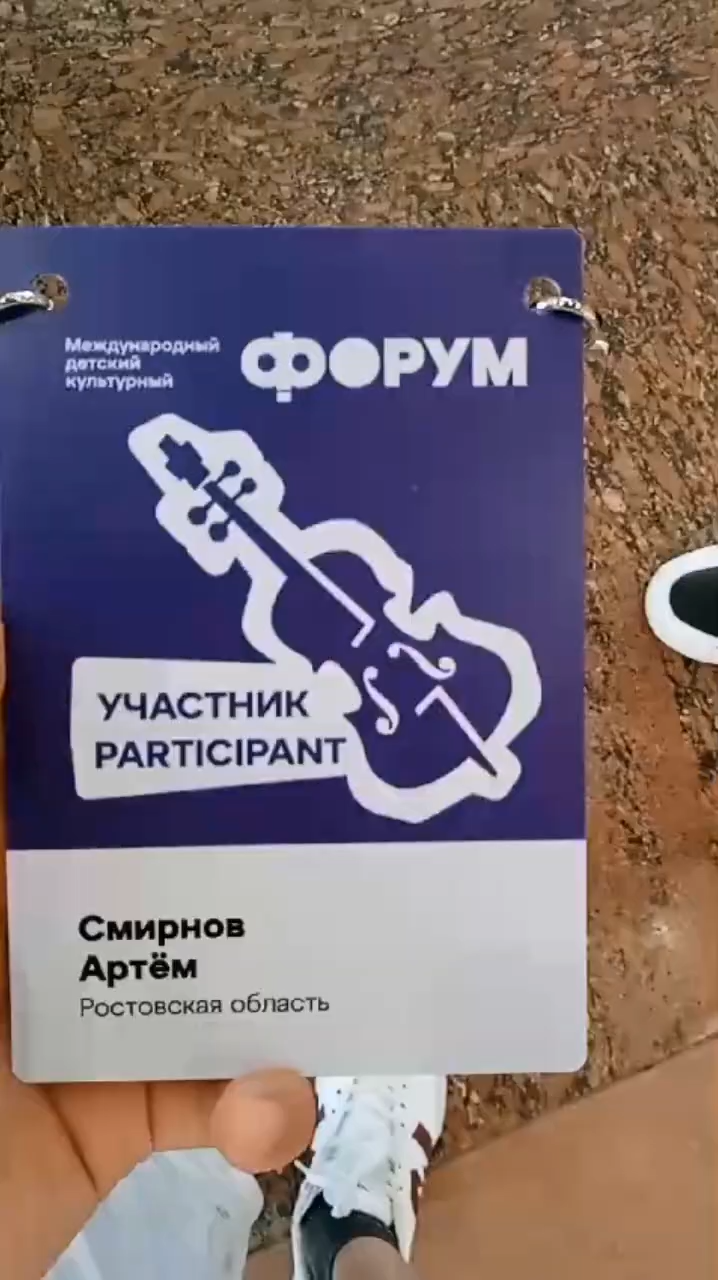 Международный
детский
культурный
ФОРУМ
УЧАСТНИК
PARTICIPANT
Смирнов
Артём
Ростовская область